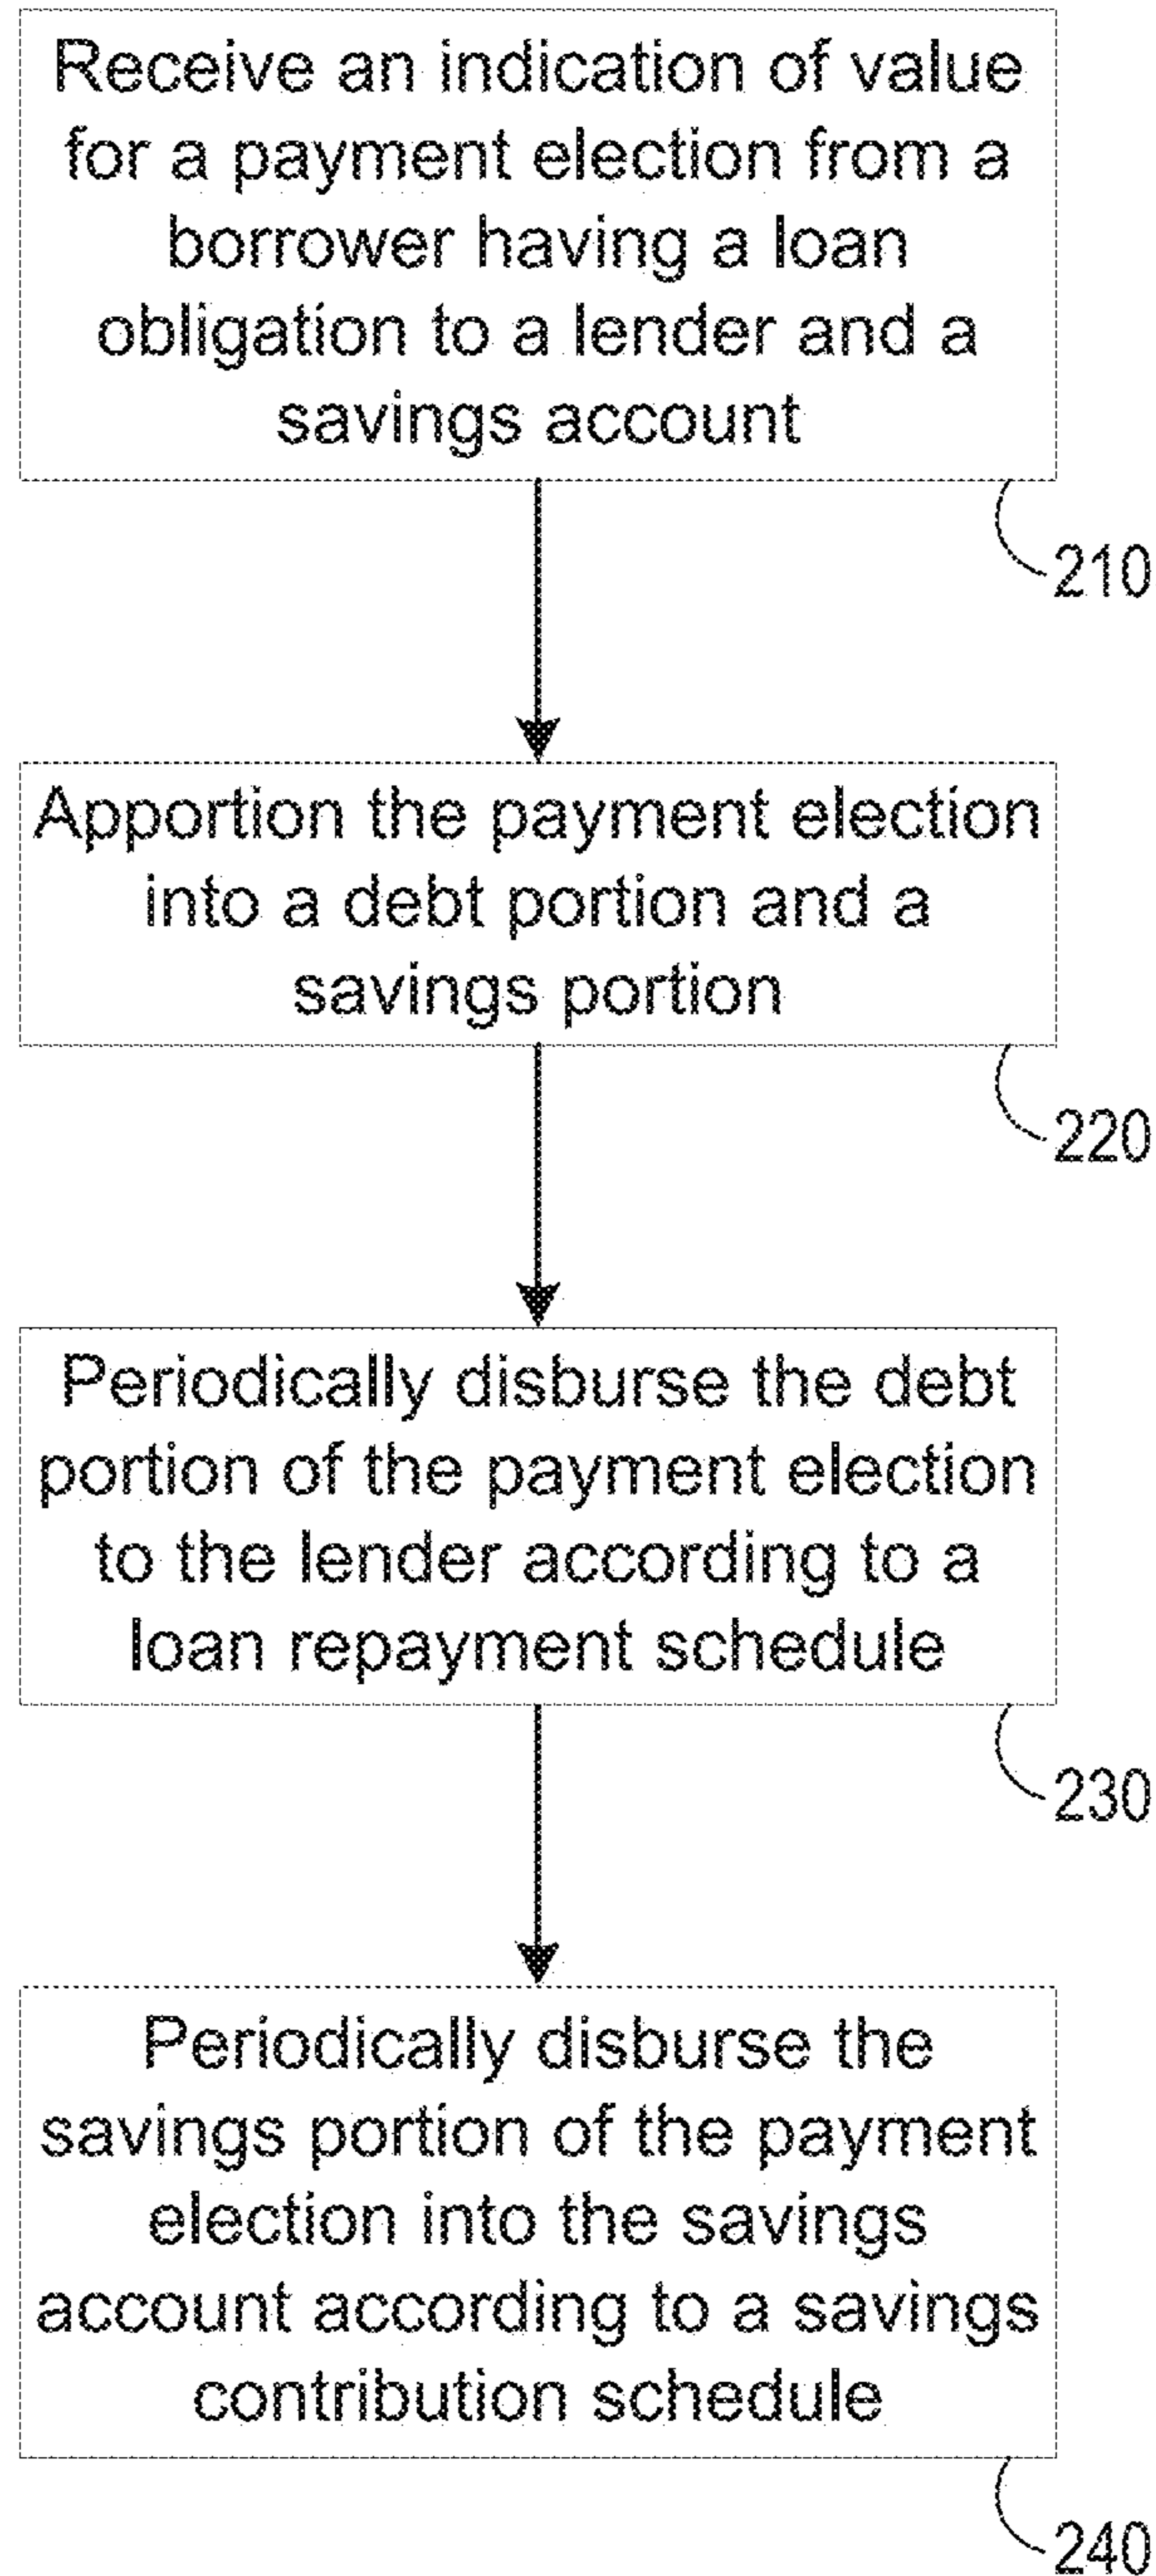 Receive an indication of value
for a payment election from a
borrower having a loan
obligation to a lender and a
savings account
210
Apportion the payment election
into a debt portion and a
savings portion
220
Periodically disburse the debt
portion of the payment election
to the lender according to a
loan repayment schedule
230
Periodically disburse the
savings portion of the payment
election into the savings
account according to a savings
contribution schedule
240